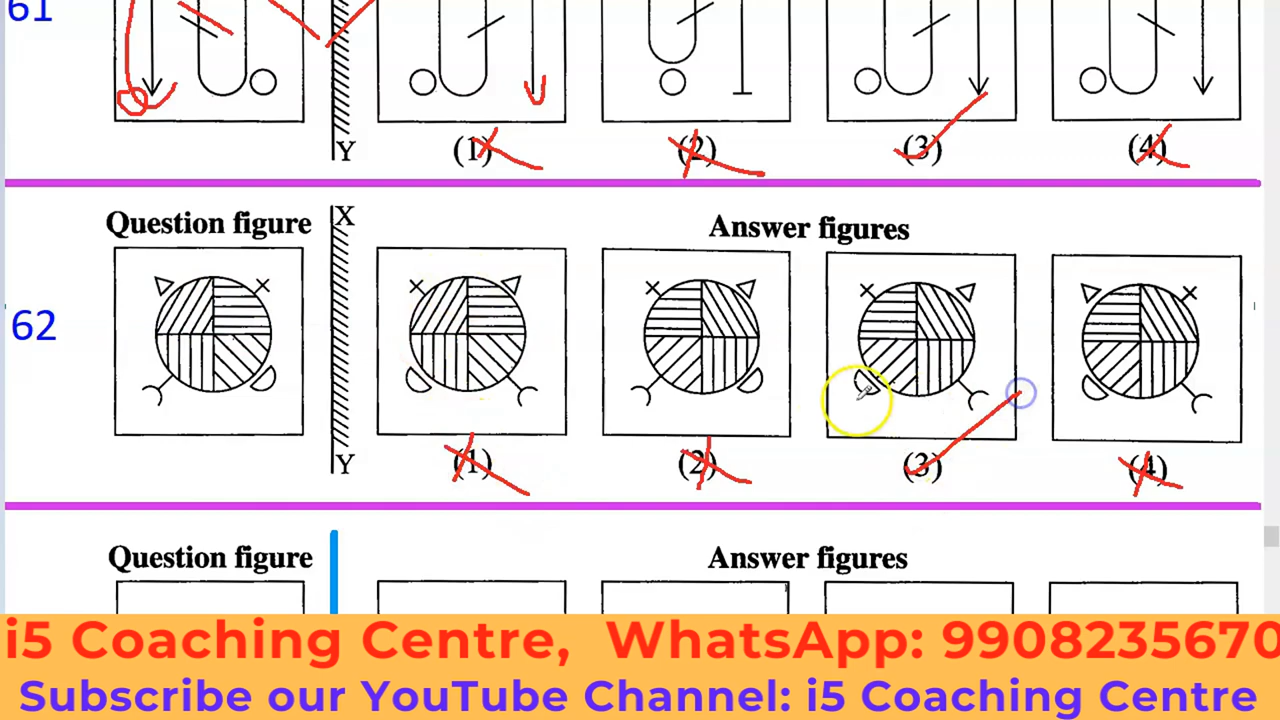 61
Y
(1) (2) (3) (4)
Question figure X Answer figures
62
Y
(1) (2) (3) (4)
Question figure Answer figures
i5 Coaching Centre, WhatsApp: 9908235670
Subscribe our YouTube Channel: i5 Coaching Centre